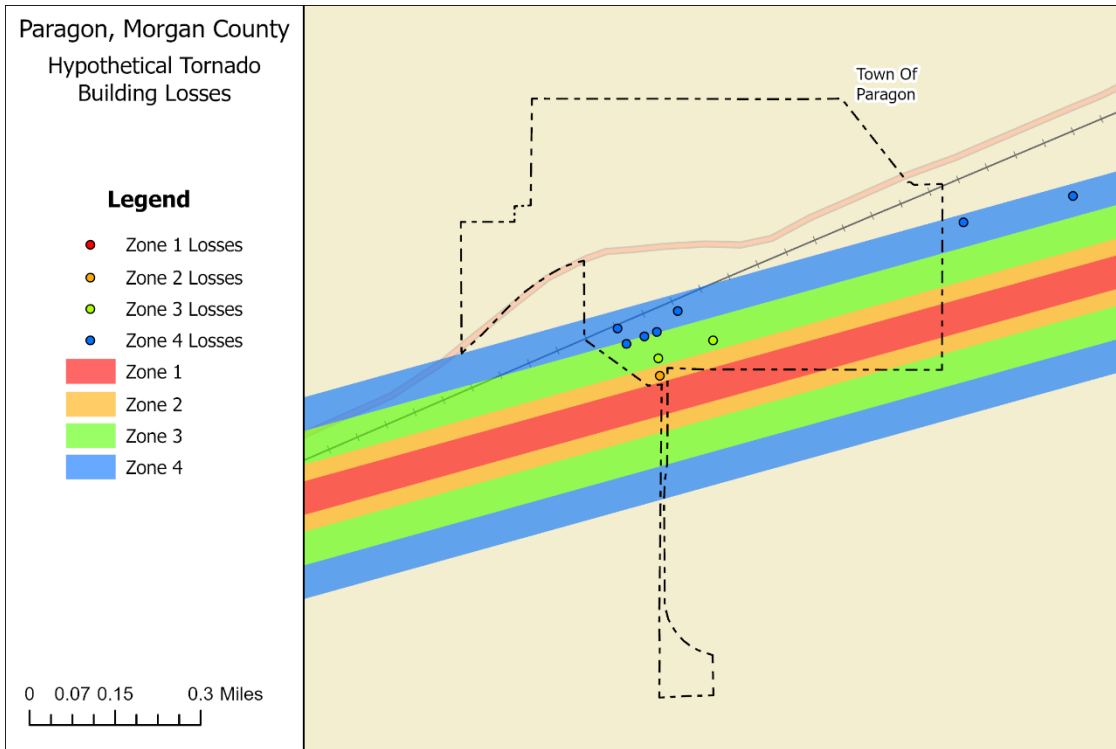 Paragon, Morgan County
Hypothetical Tornado
Building Losses
Legend
Zone 1 Losses
Zone 2 Losses
Zone 3 Losses
Zone 4 Losses
Zone 1
Zone 2
Zone 3
Zone 4
0 0.07 0.15 0.3 Miles
Town Of
Paragon